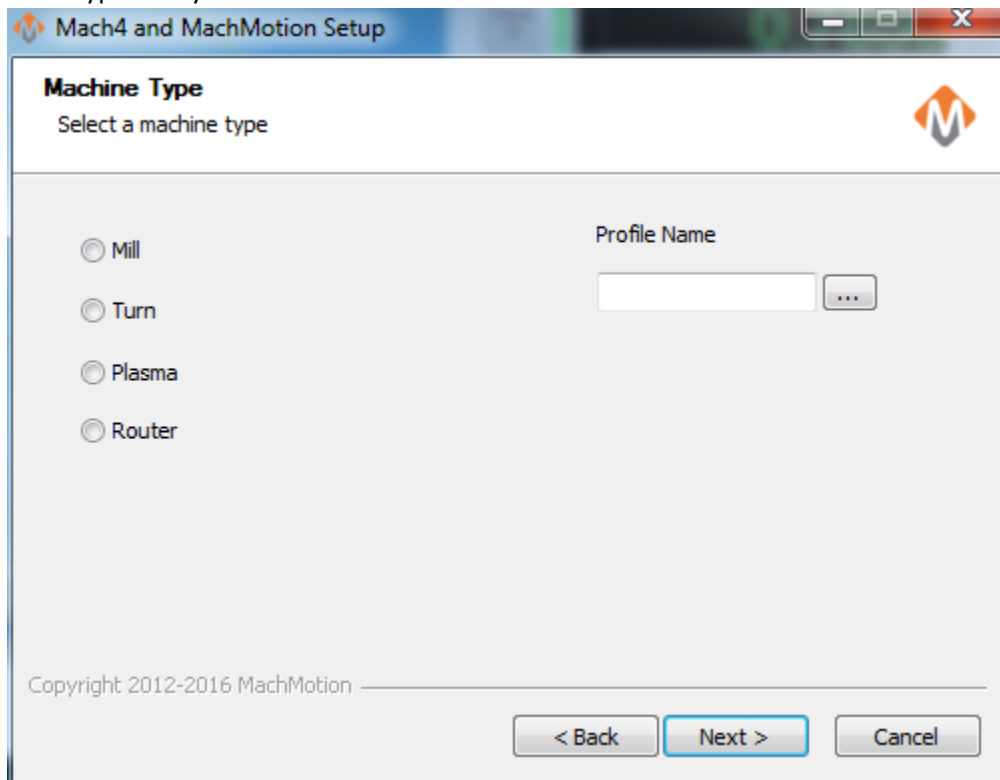 Mach4 and MachMotion Setup
Machine Type
Select a machine type
Mill
Profile Name
...
Turn
Plasma
Router
Copyright 2012-2016 MachMotion
< Back Next > Cancel